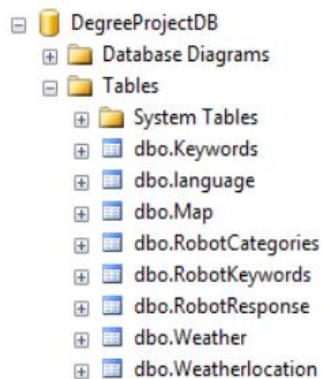 DegreeProjectDB
Database Diagrams
Tables
System Tables
dbo.Keywords
dbo.language
dbo.Map
dbo.RobotCategories
dbo.RobotKeywords
dbo.RobotResponse
dbo.Weather
dbo.Weatherlocation